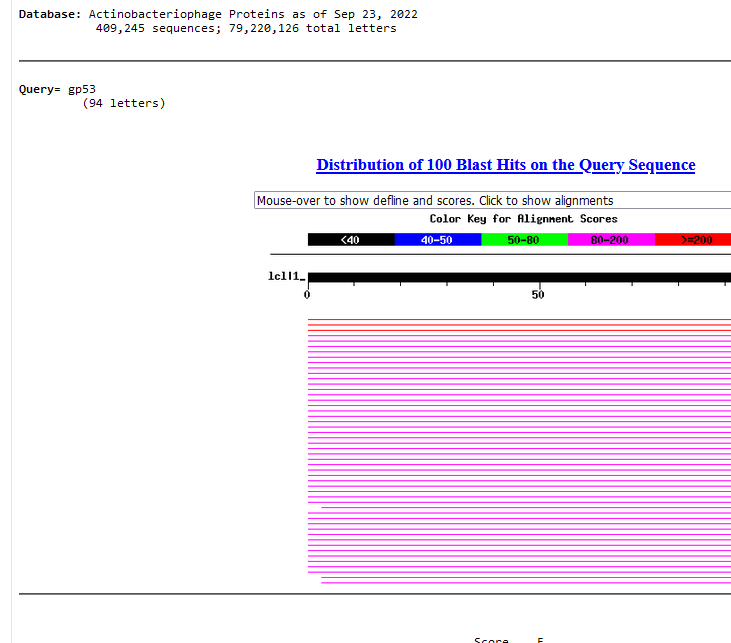 Database: Actinobacteriophage Proteins as of Sep 23, 2022
409,245 sequences; 79,220,126 total letters
Query= gp53
(94 letters)
Distribution of 100 Blast Hits on the Query Sequence
Mouse-over to show defline and scores. Click to show alignments
Color Key for Alignment Scores
<40 40-50 50-80 80-200 >=200
lcl|1_
0 50
Score E